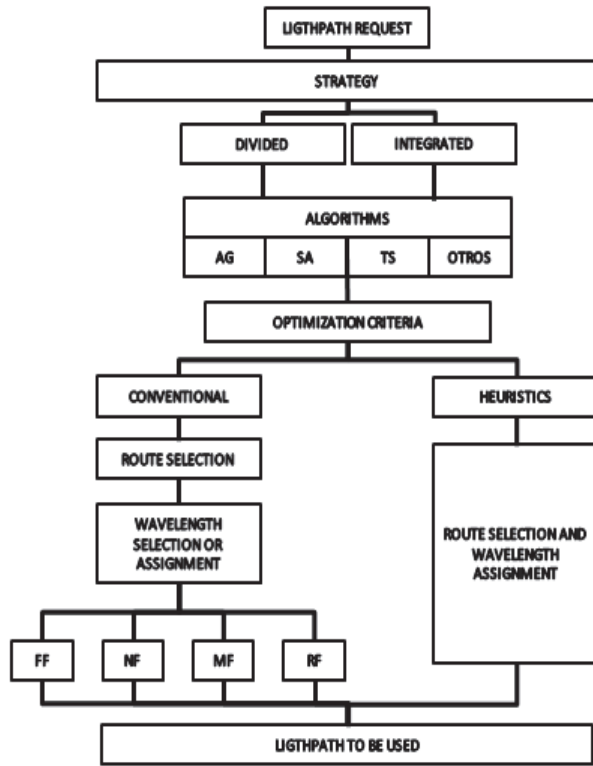 LIGTHPATH REQUEST
STRATEGY
DIVIDED
INTEGRATED
ALGORITHMS
AG
SA
TS
OTROS
OPTIMIZATION CRITERIA
CONVENTIONAL
HEURISTICS
ROUTE SELECTION
WAVELENGTH
SELECTION OR
ASSIGNMENT
ROUTE SELECTION AND
WAVELENGTH
ASSIGNMENT
FF
NF
MF
RF
LIGTHPATH TO BE USED